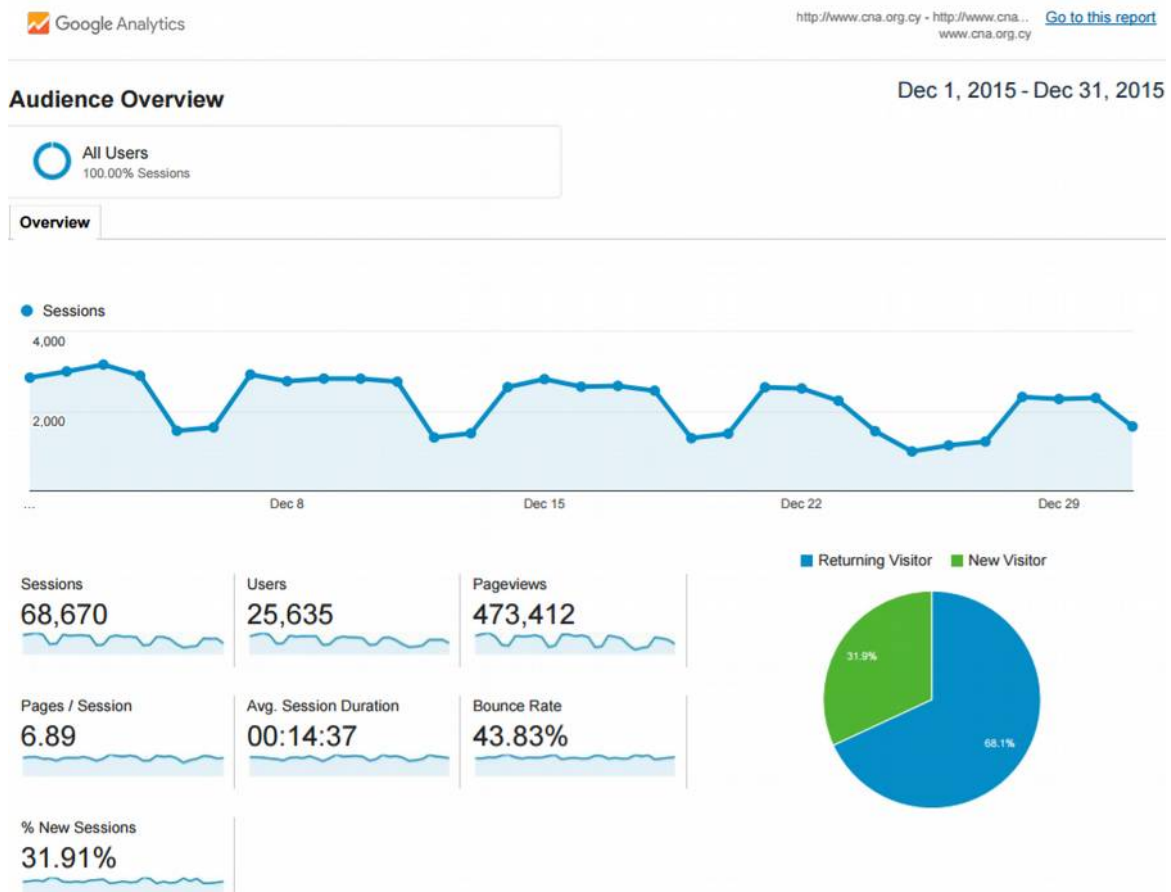 Google Analytics
http://www.cna.org.cy - http://www.cna...
Go to this report
www.cna.org.cy
Audience Overview
Dec 1, 2015 - Dec 31, 2015
All Users
100.00% Sessions
Overview
Sessions
4,000
2,000
...
Dec 8
Dec 15
Dec 22
Dec 29
Returning Visitor
New Visitor
Sessions
68,670
Users
25,635
Pageviews
473,412
31.9%
68.1%
Pages / Session
6.89
Avg. Session Duration
00:14:37
Bounce Rate
43.83%
% New Sessions
31.91%